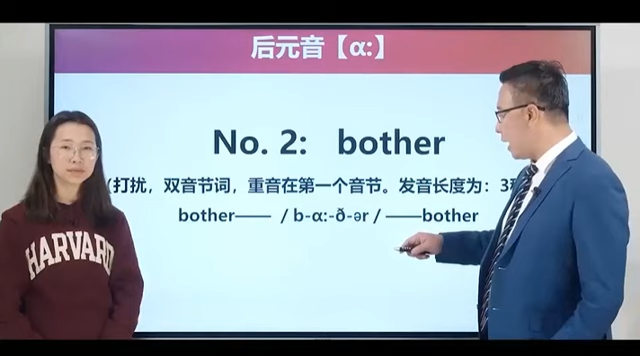 后元音【ɑ:】
No. 2: bother
（打扰，双音节词，重音在第一个音节。发音长度为：3
bother—— / b-ɑ:-ð-ər / ——bother
HARVARD